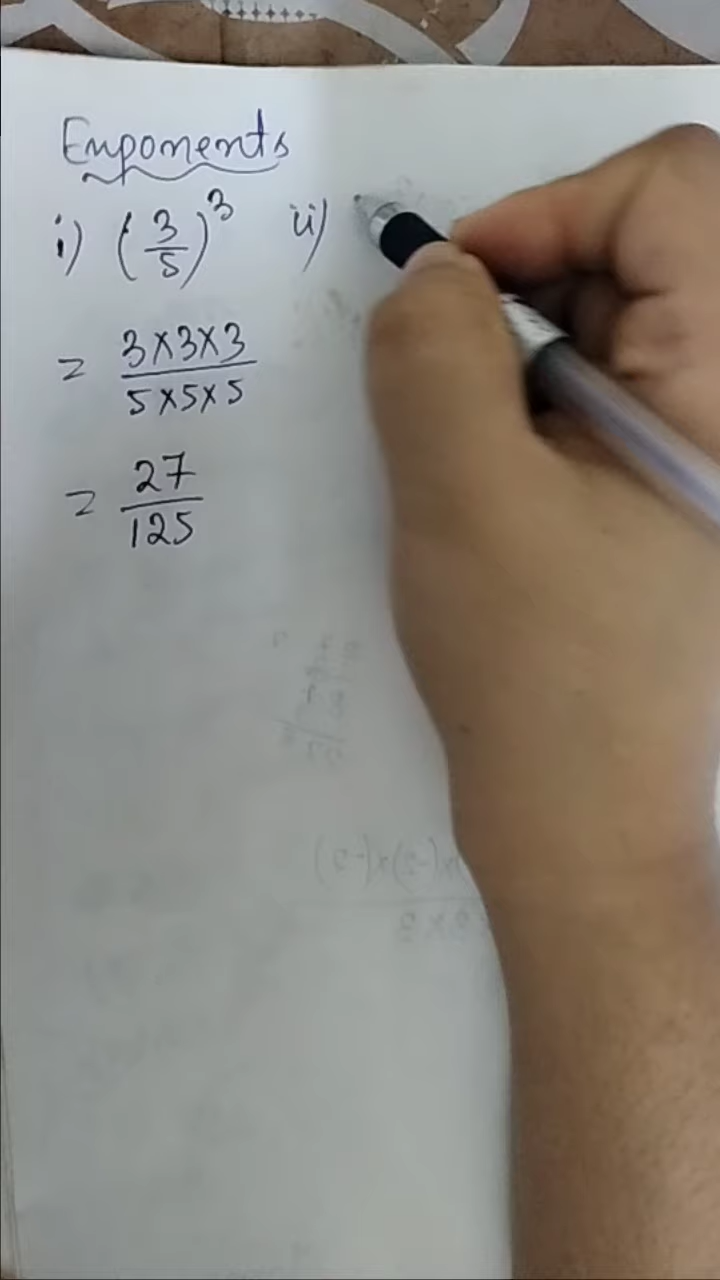 Exponents
i) (3/5)^3 ii)
= 3×3×3 / 5×5×5
= 27/125